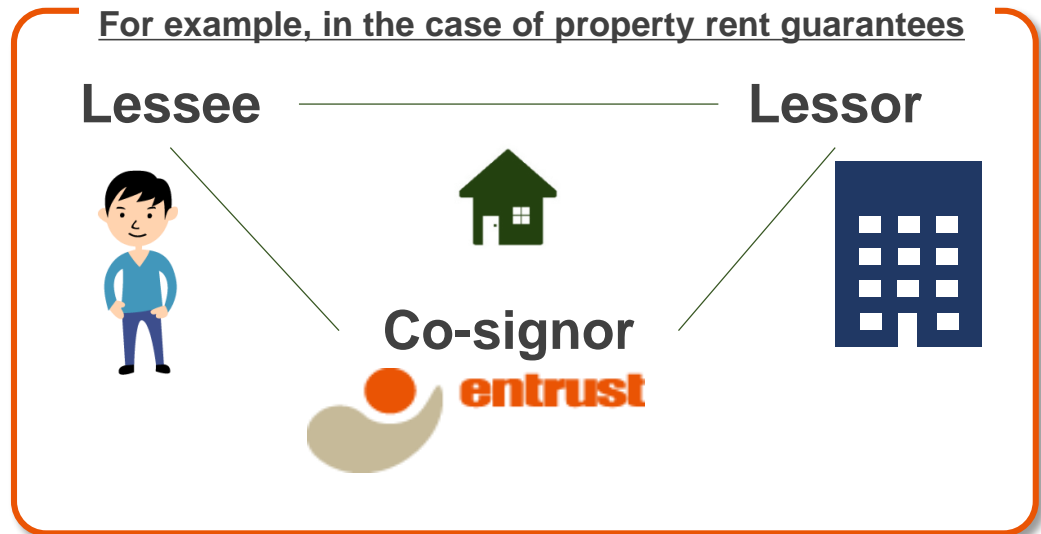 For example, in the case of property rent guarantees
Lessee
Lessor
Co-signor
entrust